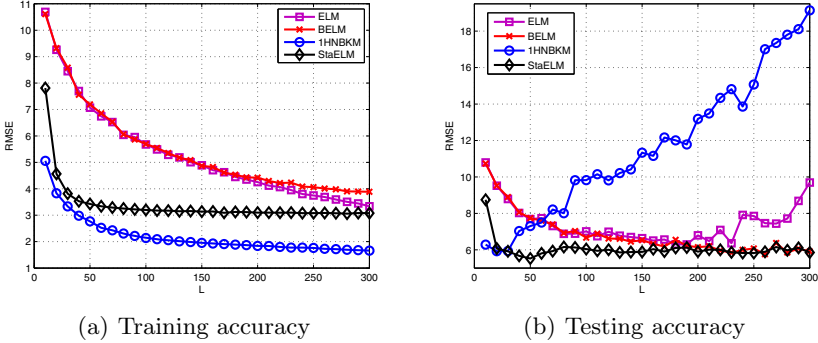 11
10
9
8
7
6
5
4
3
2
1
0 50 100 150 200 250 300
RMSE
L
ELM
BELM
1HNBKM
StaELM
18
16
14
12
10
8
6
0 50 100 150 200 250 300
RMSE
L
ELM
BELM
1HNBKM
StaELM
(a) Training accuracy
(b) Testing accuracy